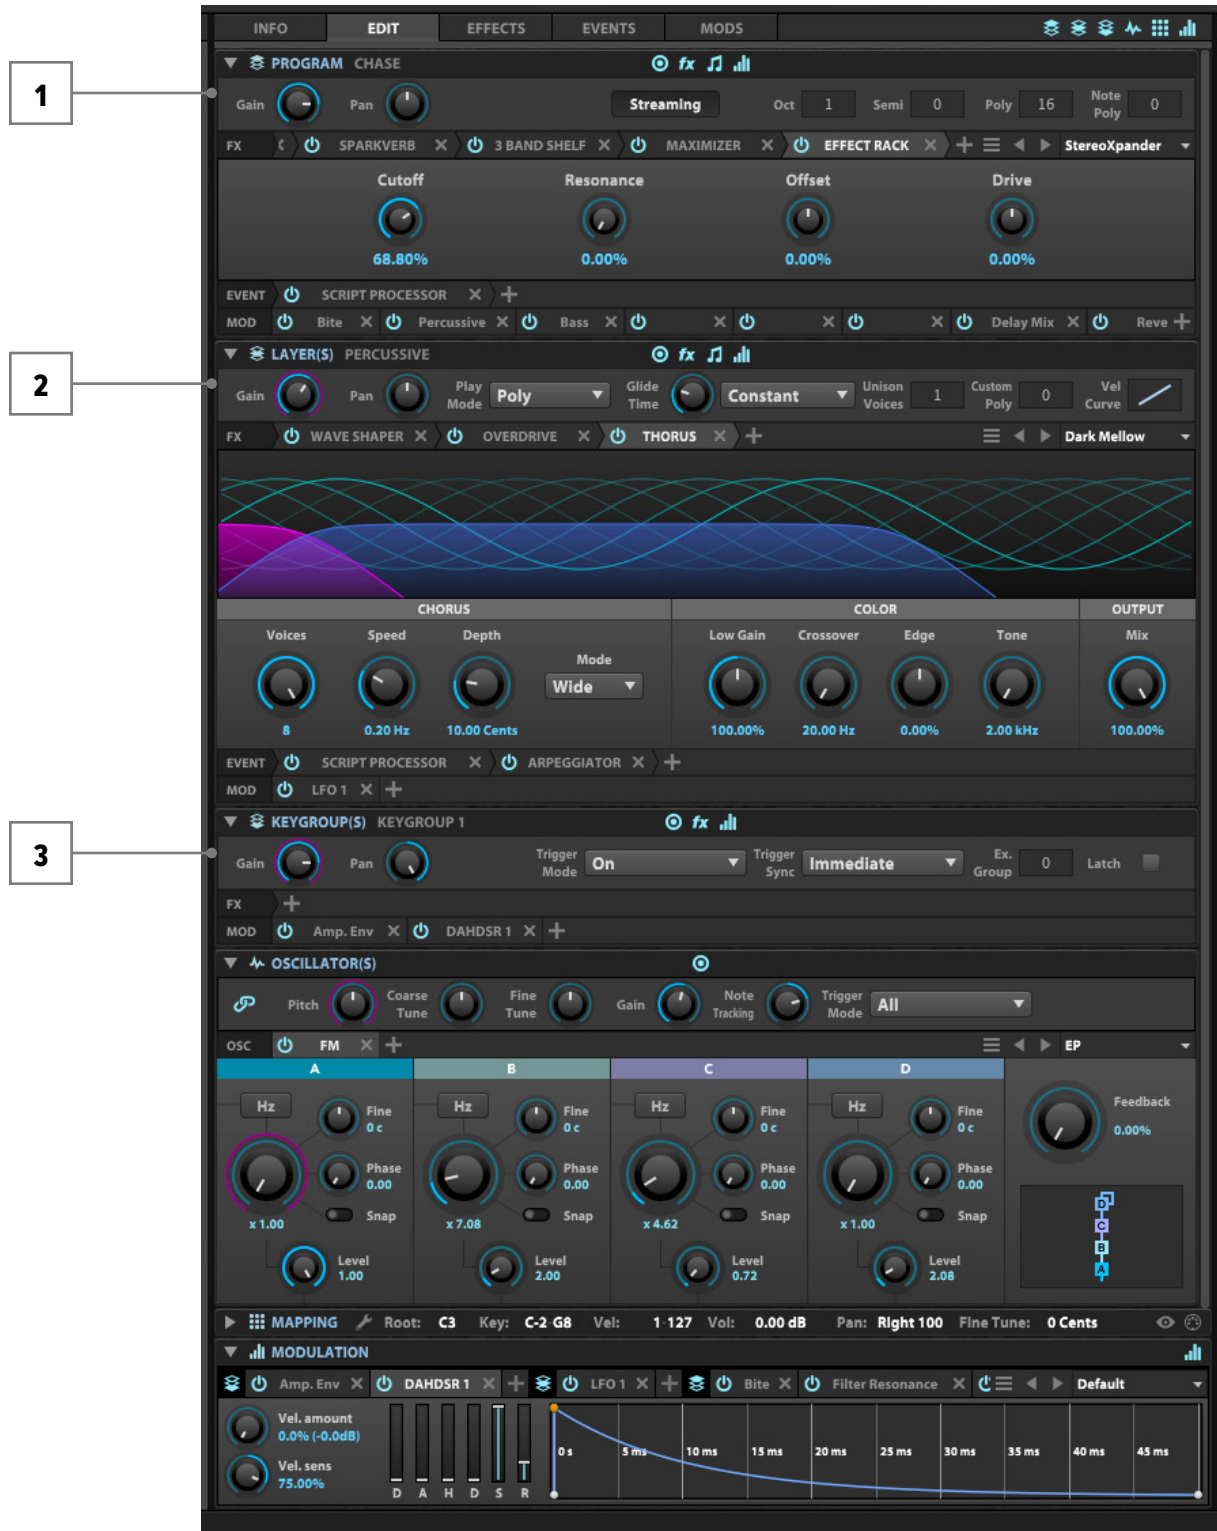 INFO EDIT EFFECTS EVENTS MODS
PROGRAM CHASE fx
1
Gain Pan Streaming Oct 1 Semi 0 Poly 16 Note Poly 0
FX SPARKVERB X 3 BAND SHELF X MAXIMIZER X EFFECT RACK X StereoXpander
Cutoff Resonance Offset Drive
68.80% 0.00% 0.00% 0.00%
EVENT SCRIPT PROCESSOR X
MOD Bite X Percussive X Bass X X X X Delay Mix X Reve
LAYER(S) PERCUSSIVE fx
2
Gain Pan Play Mode Poly Glide Time Constant Unison Voices 1 Custom Poly 0 Vel Curve
FX WAVE SHAPER X OVERDRIVE X THORUS X Dark Mellow
CHORUS COLOR OUTPUT
Voices Speed Depth Mode Low Gain Crossover Edge Tone Mix
Wide
8 0.20 Hz 10.00 Cents 100.00% 20.00 Hz 0.00% 2.00 kHz 100.00%
EVENT SCRIPT PROCESSOR X ARPEGGIATOR X
MOD LFO 1 X
KEYGROUP(S) KEYGROUP 1 fx
3
Gain Pan Trigger Mode On Trigger Sync Immediate Ex. Group 0 Latch
FX
MOD Amp. Env X DAHDSR 1 X
OSCILLATOR(S)
Pitch Coarse Tune Fine Tune Gain Note Tracking Trigger Mode All
OSC FM X EP
A B C D
Hz Fine 0 c Hz Fine 0 c Hz Fine 0 c Hz Fine 0 c Feedback 0.00%
Phase 0.00 Phase 0.00 Phase 0.00 Phase 0.00
x 1.00 Snap x 7.08 Snap x 4.62 Snap x 1.00 Snap
Level 1.00 Level 2.00 Level 0.72 Level 2.08
D
C
B
A
MAPPING Root: C3 Key: C-2-G8 Vel: 1-127 Vol: 0.00 dB Pan: Right 100 Fine Tune: 0 Cents
MODULATION
Amp. Env X DAHDSR 1 X LFO 1 X Bite X Filter Resonance X Default
Vel. amount
0.0% (-0.0dB)
0 s 5 ms 10 ms 15 ms 20 ms 25 ms 30 ms 35 ms 40 ms 45 ms
Vel. sens
75.00%
D A H D S R